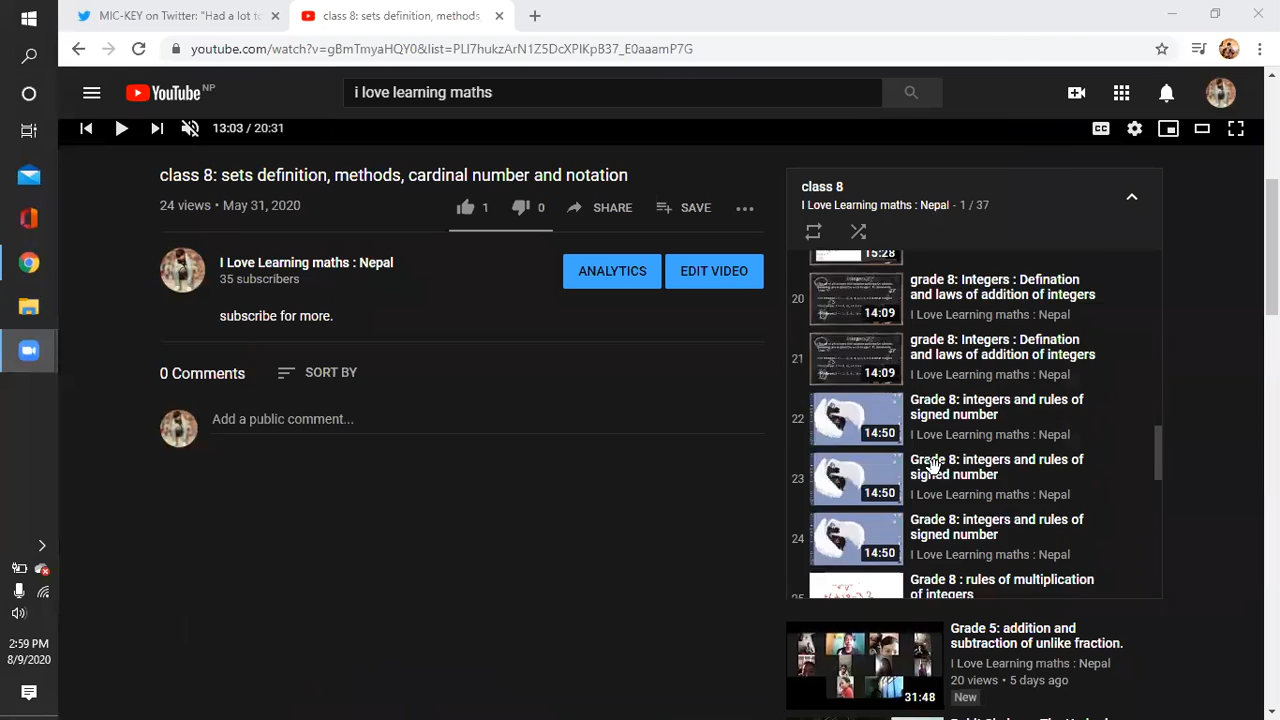 MIC-KEY on Twitter: "Had a lot to
class 8: sets definition, methods,
youtube.com/watch?v=gBmTmyaHQY0&list=PLI7hukzArN1Z5DcXPIKpB37_E0aaamP7G
YouTube NP
i love learning maths
13:03 / 20:31
CC
class 8: sets definition, methods, cardinal number and notation
24 views • May 31, 2020
1
0
SHARE
SAVE
I Love Learning maths : Nepal
35 subscribers
ANALYTICS
EDIT VIDEO
subscribe for more.
0 Comments
SORT BY
Add a public comment...
class 8
I Love Learning maths : Nepal - 1 / 37
15:28
20
14:09
grade 8: Integers : Defination
and laws of addition of integers
I Love Learning maths : Nepal
21
14:09
grade 8: Integers : Defination
and laws of addition of integers
I Love Learning maths : Nepal
22
14:50
Grade 8: integers and rules of
signed number
I Love Learning maths : Nepal
23
14:50
Grade 8: integers and rules of
signed number
I Love Learning maths : Nepal
24
14:50
Grade 8: integers and rules of
signed number
I Love Learning maths : Nepal
25
Grade 8 : rules of multiplication
of integers
31:48
Grade 5: addition and
subtraction of unlike fraction.
I Love Learning maths : Nepal
20 views • 5 days ago
New
2:59 PM
8/9/2020